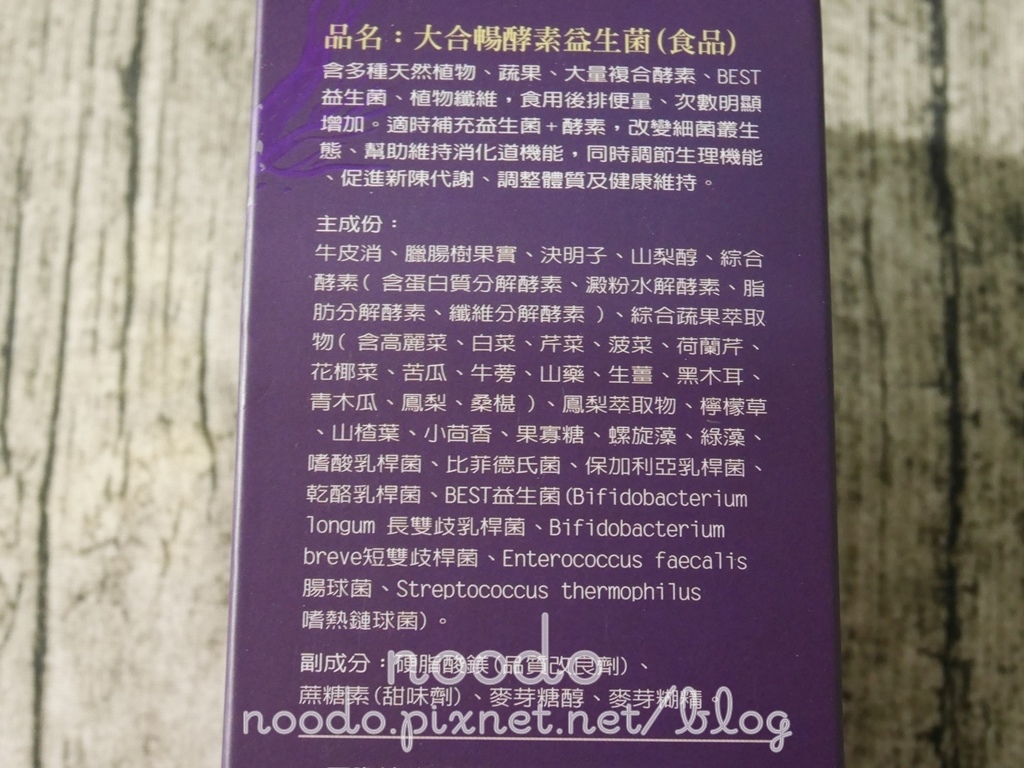 品名：大合暢酵素益生菌(食品)
含多種天然植物、蔬果、大量複合酵素、BEST
益生菌、植物纖維，食用後排便量、次數明顯
增加。適時補充益生菌+酵素，改變細菌叢生
態、幫助維持消化道機能，同時調節生理機能
、促進新陳代謝、調整體質及健康維持。
主成份：
牛皮消、臘腸樹果實、決明子、山梨醇、綜合
酵素( 含蛋白質分解酵素、澱粉水解酵素、脂
肪分解酵素、纖維分解酵素 )、綜合蔬果萃取
物( 含高麗菜、白菜、芹菜、菠菜、荷蘭芹、
花椰菜、苦瓜、牛蒡、山藥、生薑、黑木耳、
青木瓜、鳳梨、桑椹 )、鳳梨萃取物、檸檬草
、山楂葉、小茴香、果寡糖、螺旋藻、綠藻、
嗜酸乳桿菌、比菲德氏菌、保加利亞乳桿菌、
乾酪乳桿菌、BEST益生菌(Bifidobacterium
longum 長雙歧乳桿菌、Bifidobacterium
breve短雙歧桿菌、Enterococcus faecalis
腸球菌、Streptococcus thermophilus
嗜熱鏈球菌)。
副成分：硬脂酸鎂(品質改良劑)、
蔗糖素(甜味劑)、麥芽糖醇、麥芽糊精。
noodo
noodo.pixnet.net/blog